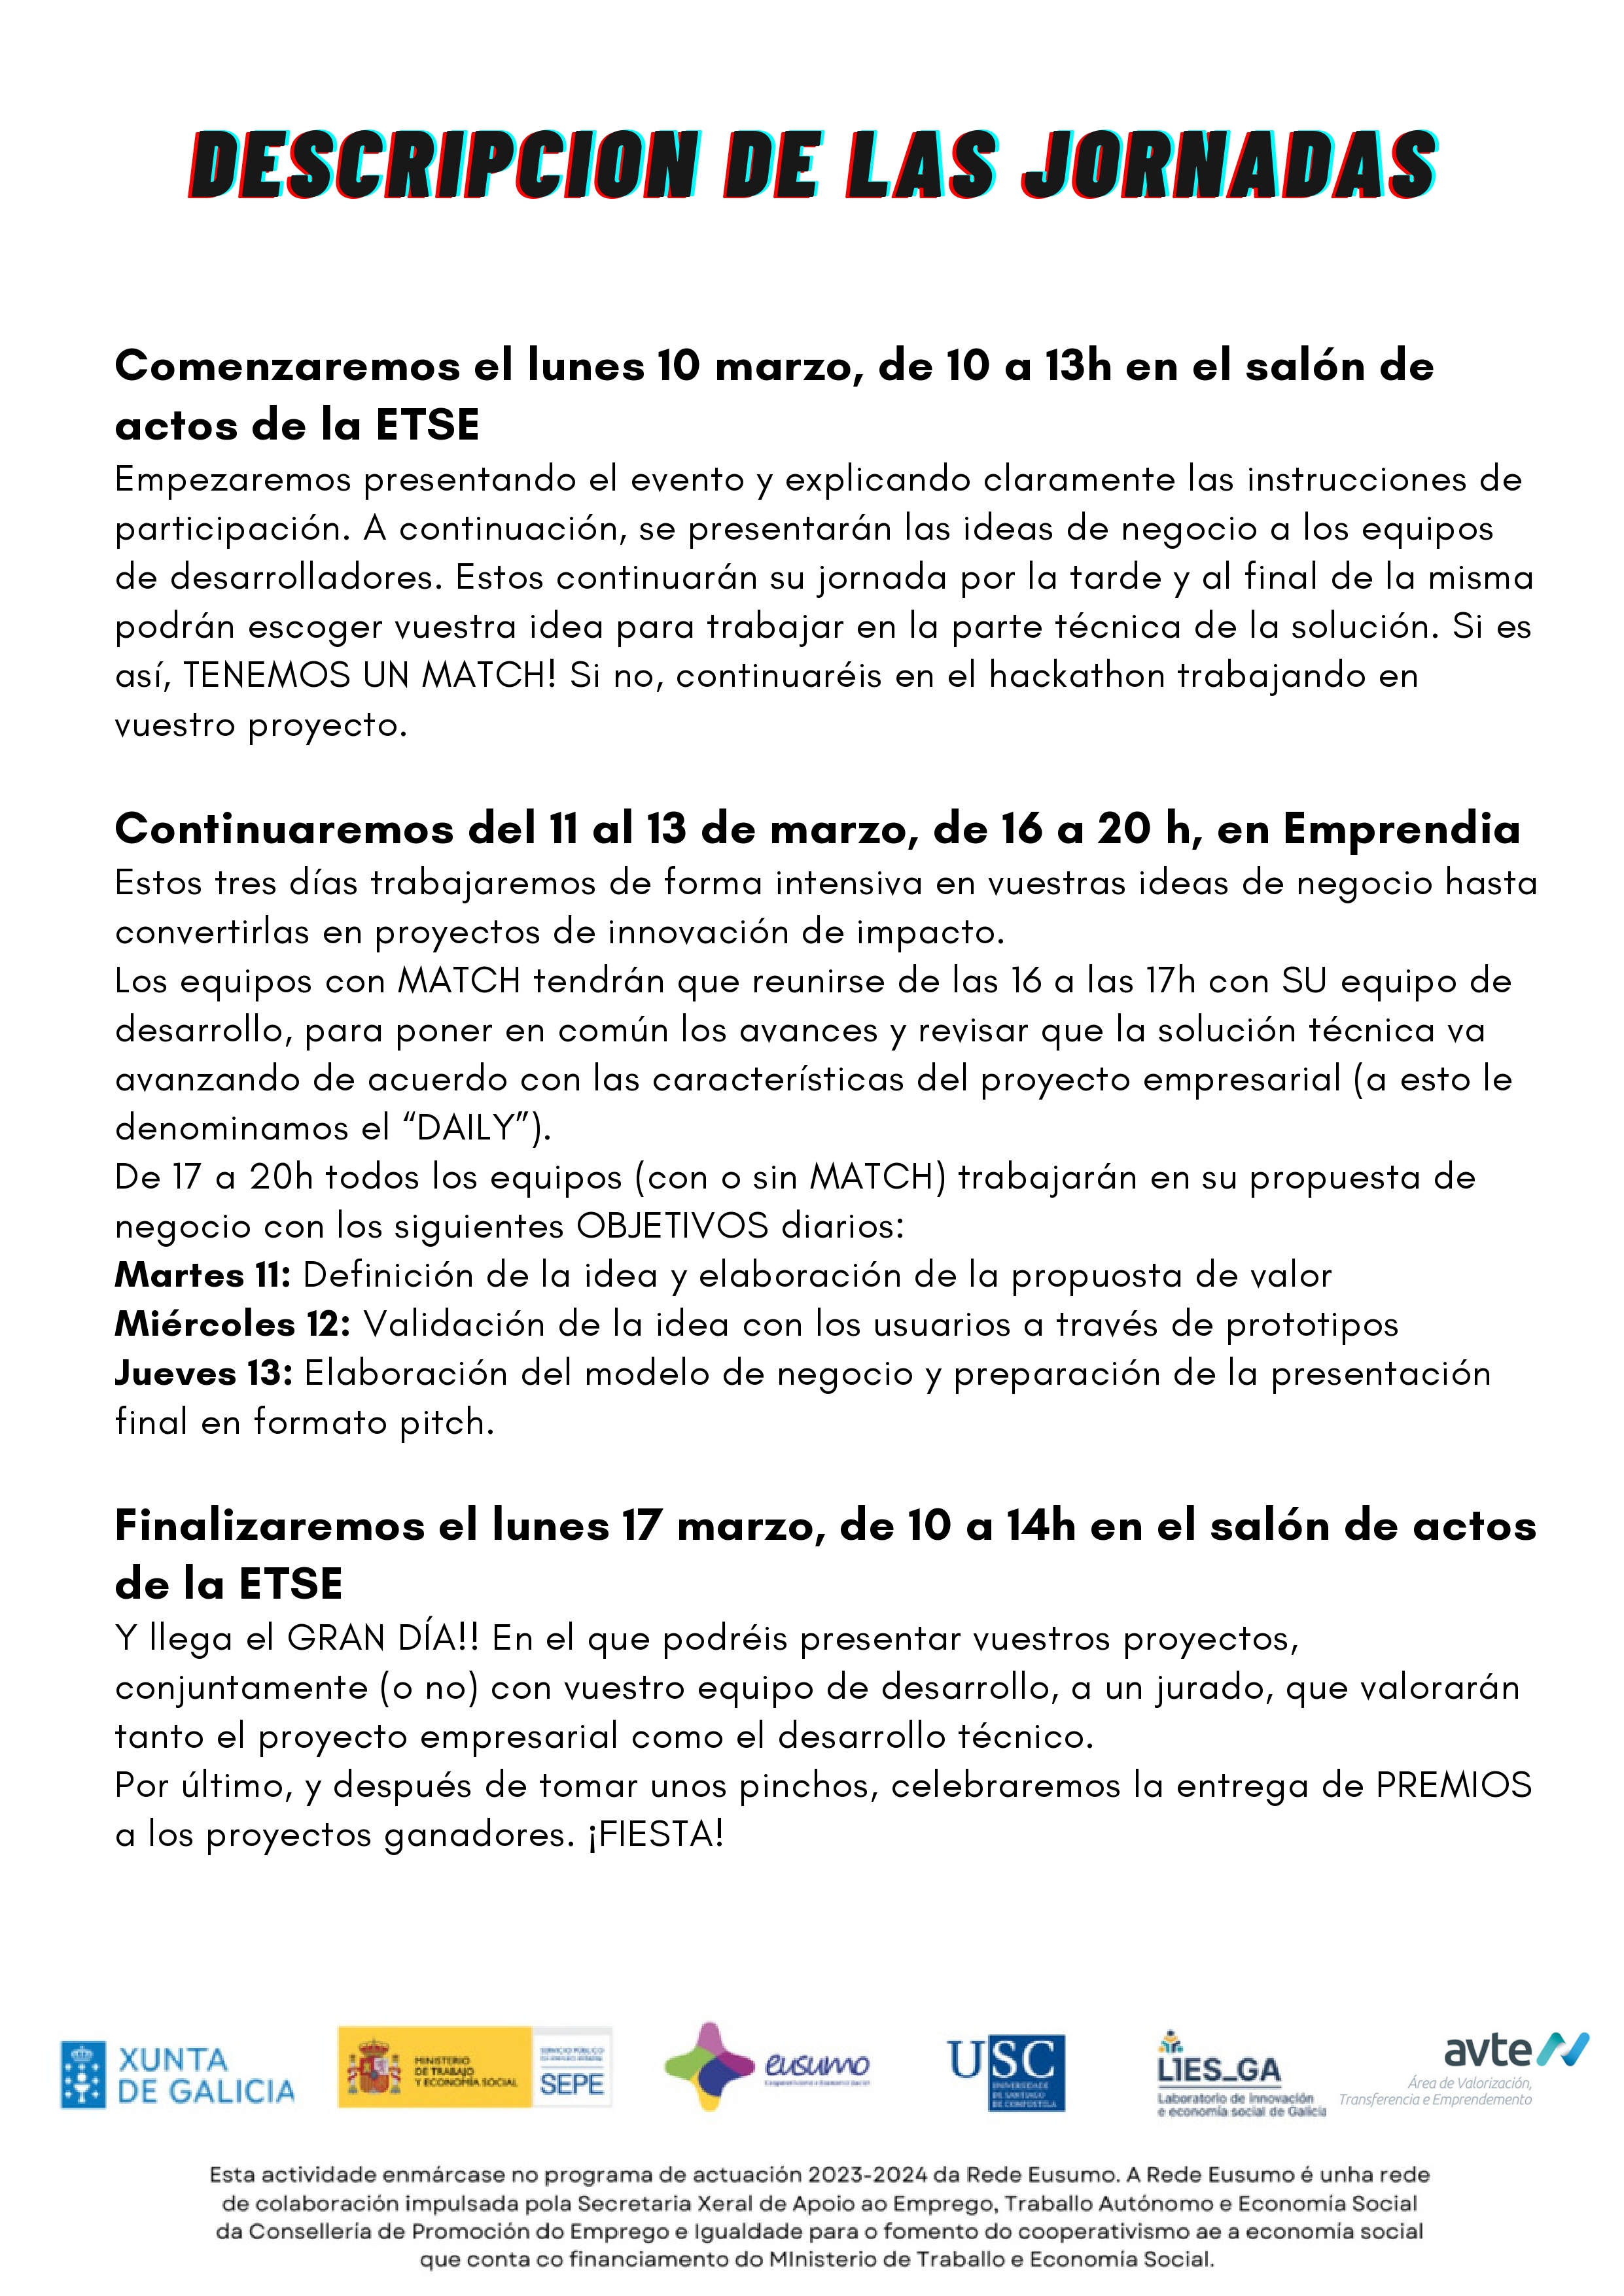 DESCRIPCION DE LAS JORNADAS
Comenzaremos el lunes 10 marzo, de 10 a 13h en el salón de
actos de la ETSE
Empezaremos presentando el evento y explicando claramente las instrucciones de
participación. A continuación, se presentarán las ideas de negocio a los equipos
de desarrolladores. Estos continuarán su jornada por la tarde y al final de la misma
podrán escoger vuestra idea para trabajar en la parte técnica de la solución. Si es
así, TENEMOS UN MATCH! Si no, continuaréis en el hackathon trabajando en
vuestro proyecto.
Continuaremos del 11 al 13 de marzo, de 16 a 20 h, en Emprendia
Estos tres días trabajaremos de forma intensiva en vuestras ideas de negocio hasta
convertirlas en proyectos de innovación de impacto.
Los equipos con MATCH tendrán que reunirse de las 16 a las 17h con SU equipo de
desarrollo, para poner en común los avances y revisar que la solución técnica va
avanzando de acuerdo con las características del proyecto empresarial (a esto le
denominamos el “DAILY”).
De 17 a 20h todos los equipos (con o sin MATCH) trabajarán en su propuesta de
negocio con los siguientes OBJETIVOS diarios:
Martes 11: Definición de la idea y elaboración de la propuosta de valor
Miércoles 12: Validación de la idea con los usuarios a través de prototipos
Jueves 13: Elaboración del modelo de negocio y preparación de la presentación
final en formato pitch.
Finalizaremos el lunes 17 marzo, de 10 a 14h en el salón de actos
de la ETSE
Y llega el GRAN DÍA!! En el que podréis presentar vuestros proyectos,
conjuntamente (o no) con vuestro equipo de desarrollo, a un jurado, que valorarán
tanto el proyecto empresarial como el desarrollo técnico.
Por último, y después de tomar unos pinchos, celebraremos la entrega de PREMIOS
a los proyectos ganadores. ¡FIESTA!
XUNTA
DE GALICIA
MINISTERIO
DE TRABAJO
Y ECONOMÍA SOCIAL
SERVICIO PÚBLICO
DE EMPLEO ESTATAL
SEPE
eusumo
Cooperativismo e Economía Social
USC
UNIVERSIDADE
DE SANTIAGO
DE COMPOSTELA
LIES_GA
Laboratorio de innovación
e economía social de Galicia
avte
Área de Valorización,
Transferencia e Emprendemento
Esta actividade enmárcase no programa de actuación 2023-2024 da Rede Eusumo. A Rede Eusumo é unha rede
de colaboración impulsada pola Secretaria Xeral de Apoio ao Emprego, Traballo Autónomo e Economía Social
da Consellería de Promoción do Emprego e Igualdade para o fomento do cooperativismo ae a economía social
que conta co financiamento do MInisterio de Traballo e Economía Social.